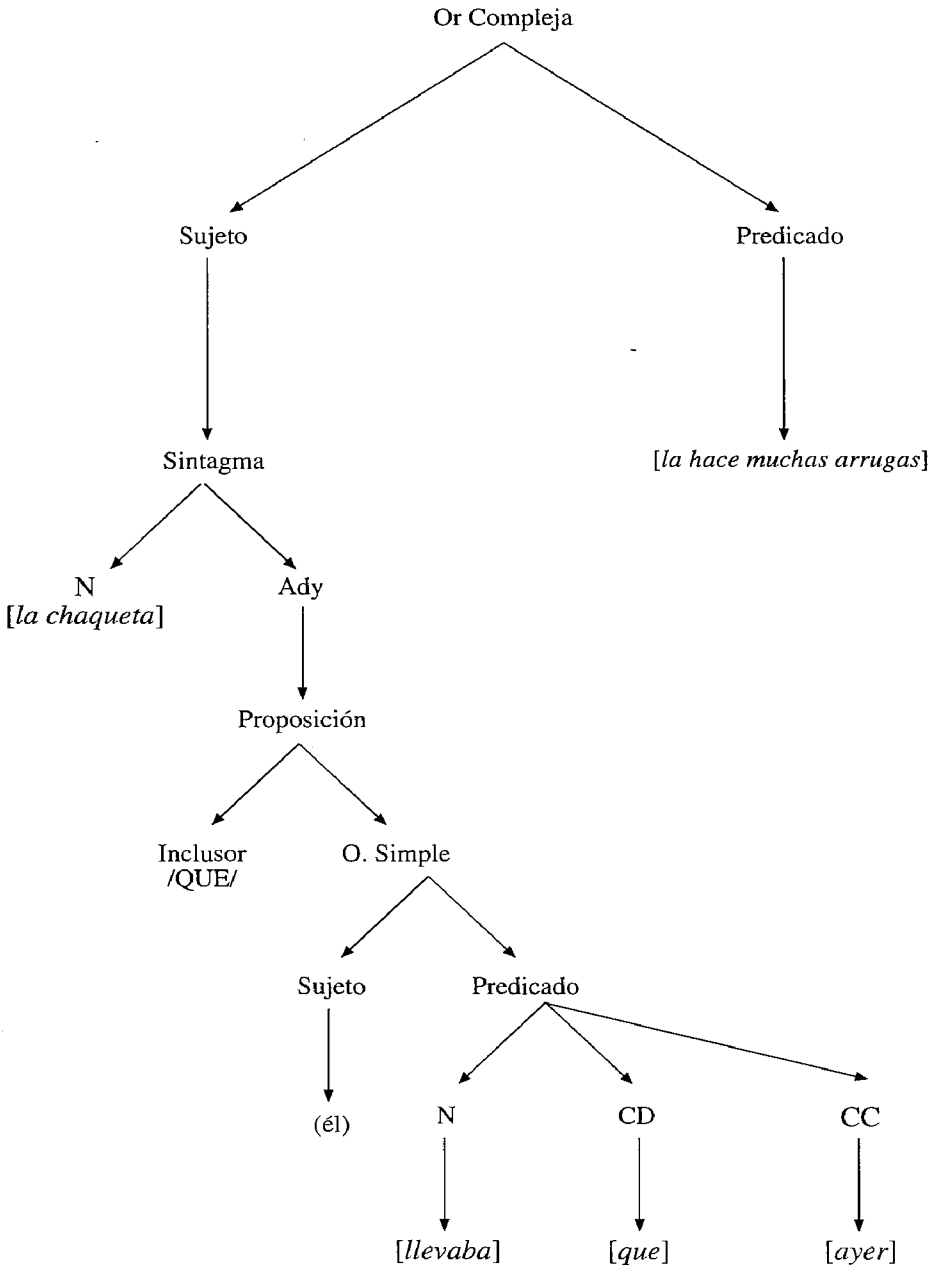 Or Compleja
Sujeto Predicado
Sintagma [la hace muchas arrugas]
N Ady
[la chaqueta]
Proposición
Inclusor O. Simple
/QUE/
Sujeto Predicado
(él) N CD CC
[llevaba] [que] [ayer]